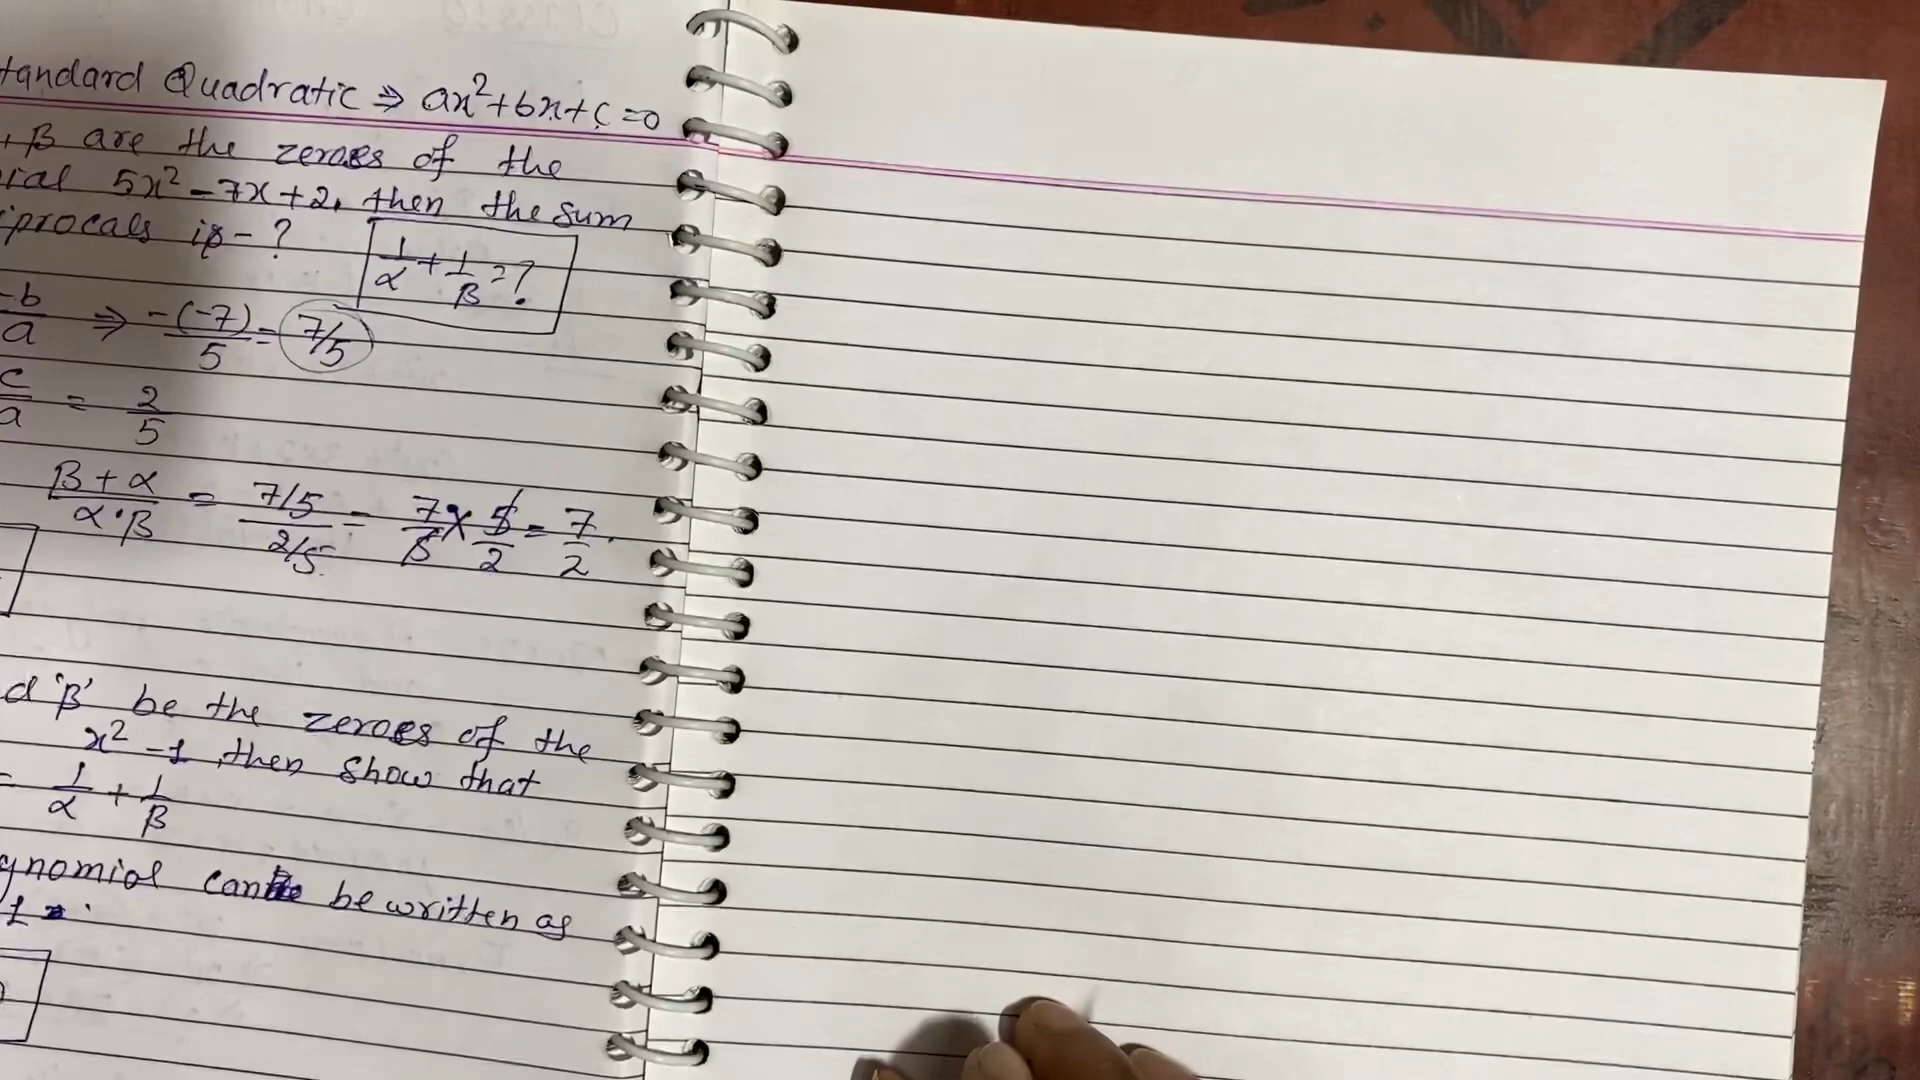 tandard Quadratic ⇒ ax²+bx+c=0
, β are the zeroes of the
ial 5x²-7x+2, then the sum
iprocals is - ?
1/α + 1/β = ?
-b/a ⇒ -(-7)/5 = 7/5
c/a = 2/5
β+α/α·β = 7/5/2/5 = 7/5 × 5/2 = 7/2.
d 'β' be the zeroes of the
x²-1, then show that
= 1/α + 1/β
ynomial can be written as
1